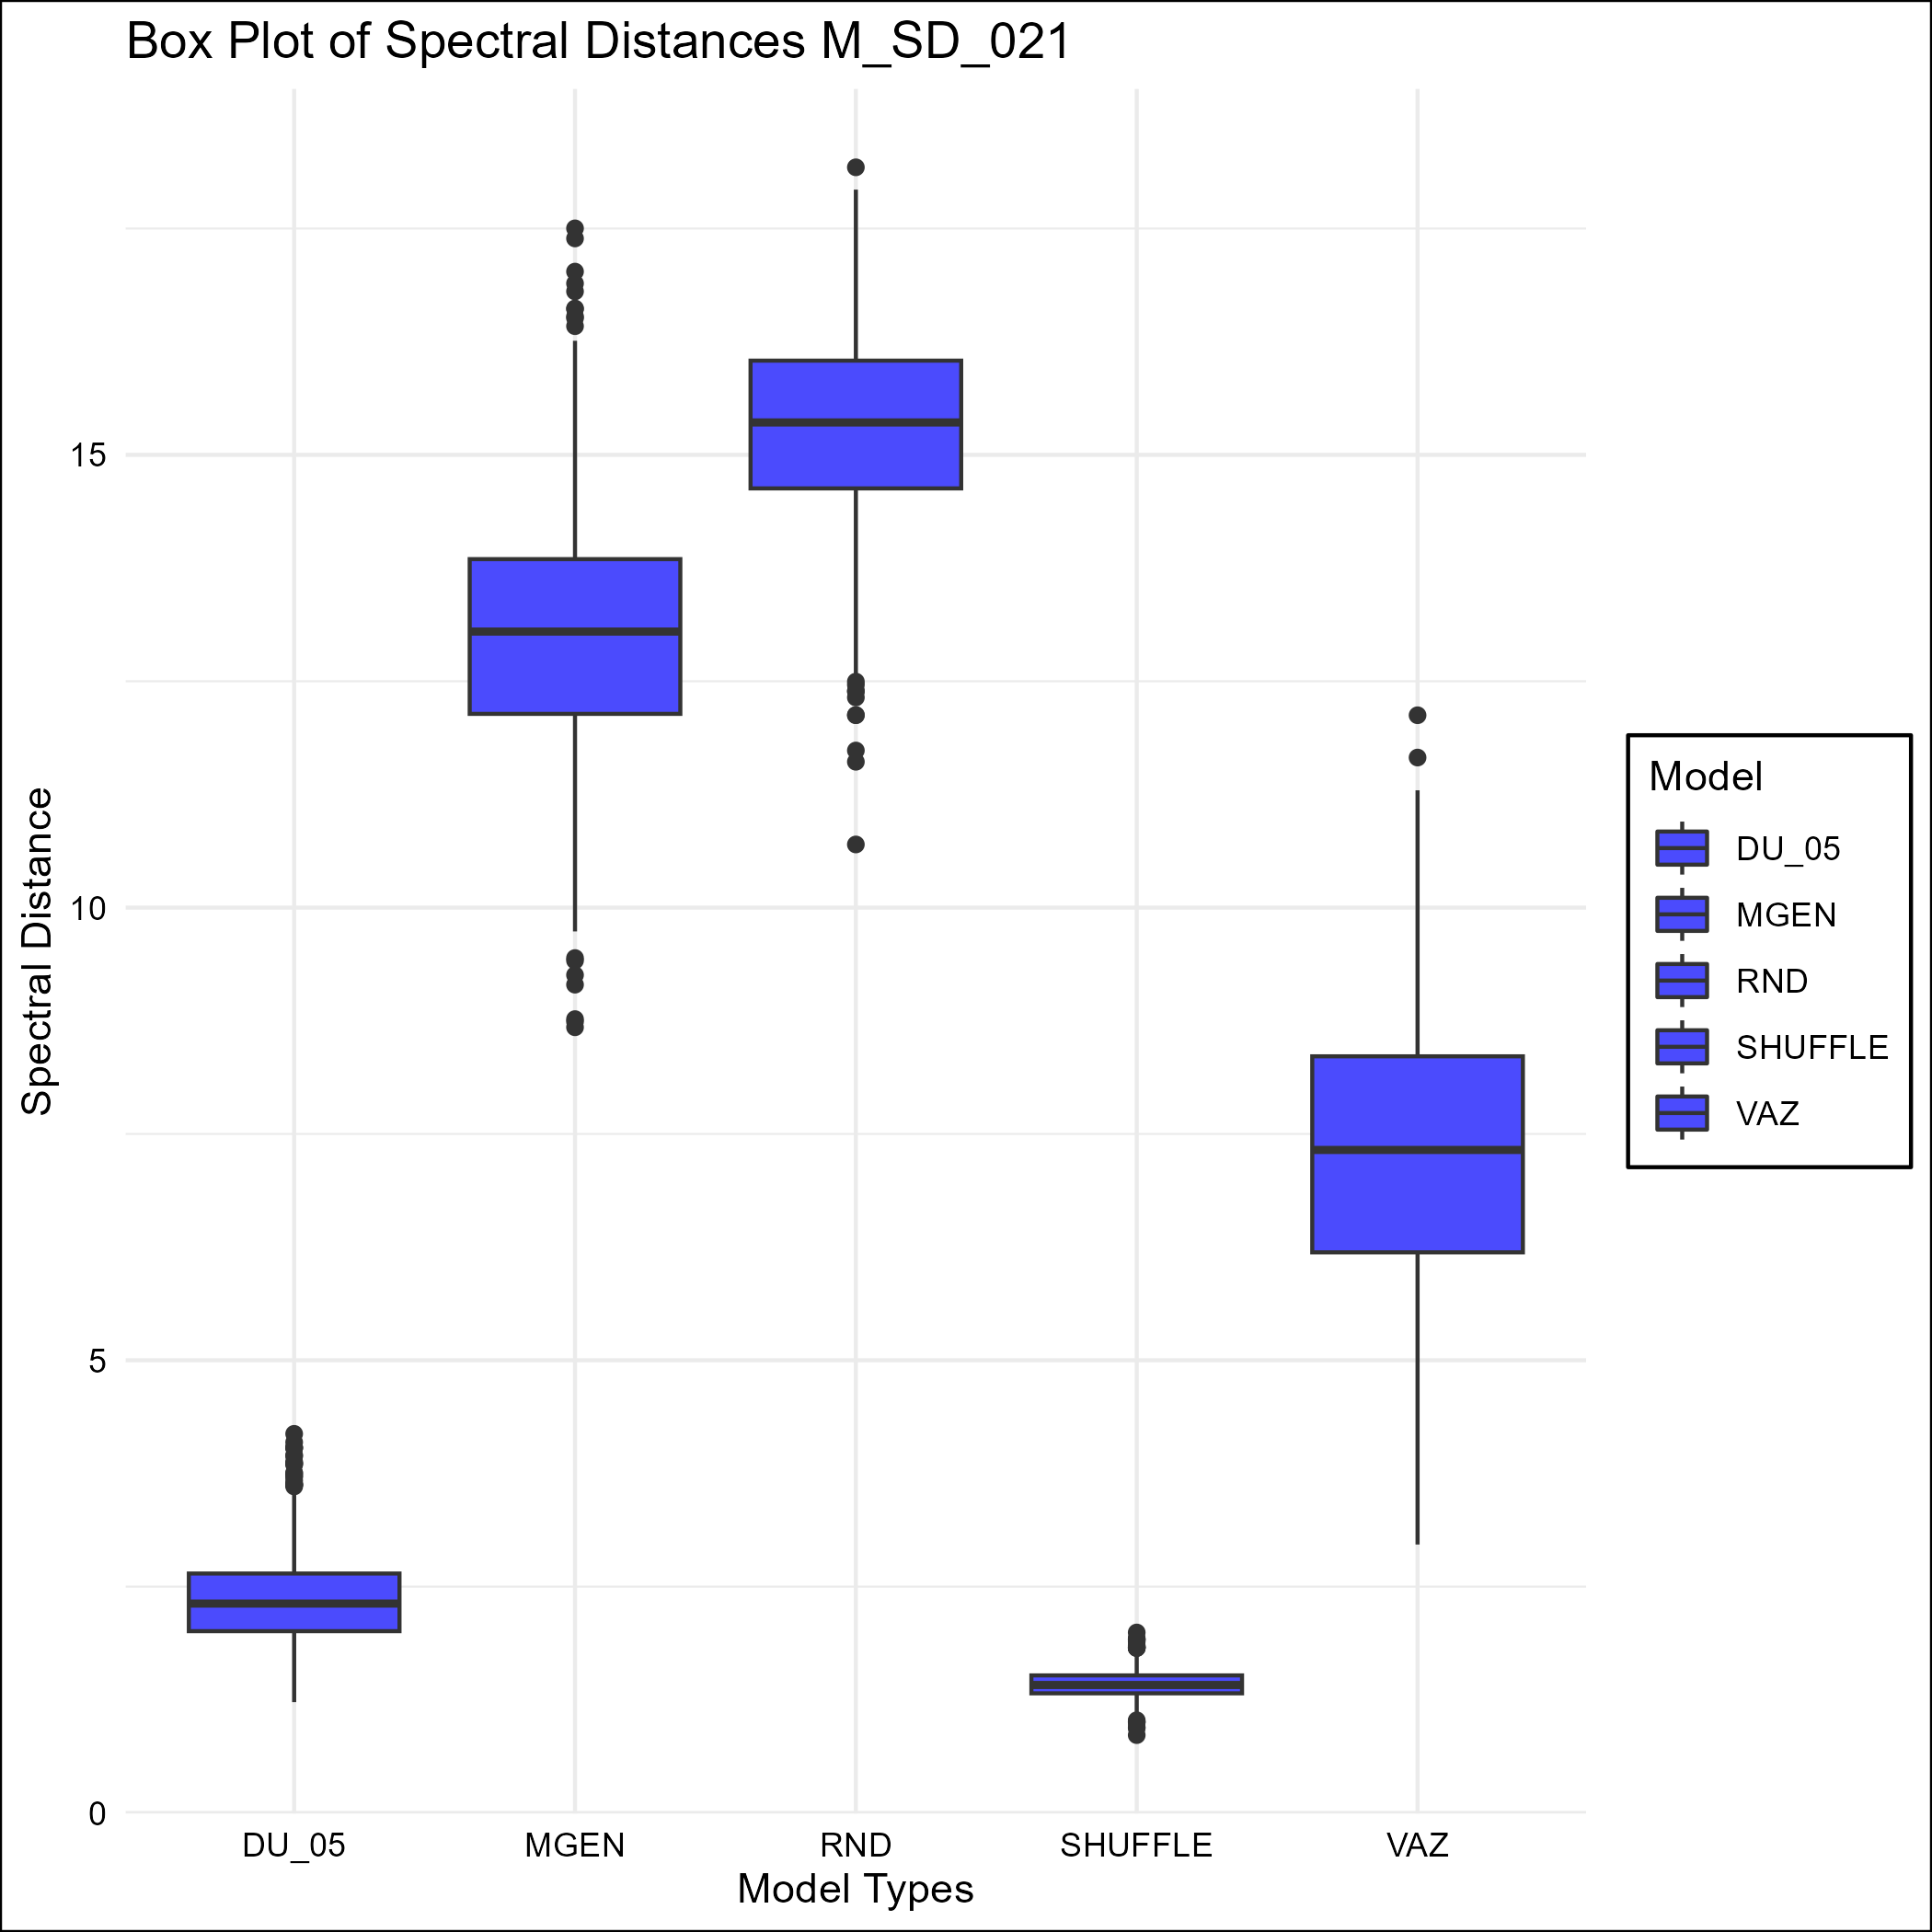 Box Plot of Spectral Distances M_SD_021
Spectral Distance
15
10
5
0
DU_05
MGEN
RND
SHUFFLE
VAZ
Model Types
Model
DU_05
MGEN
RND
SHUFFLE
VAZ